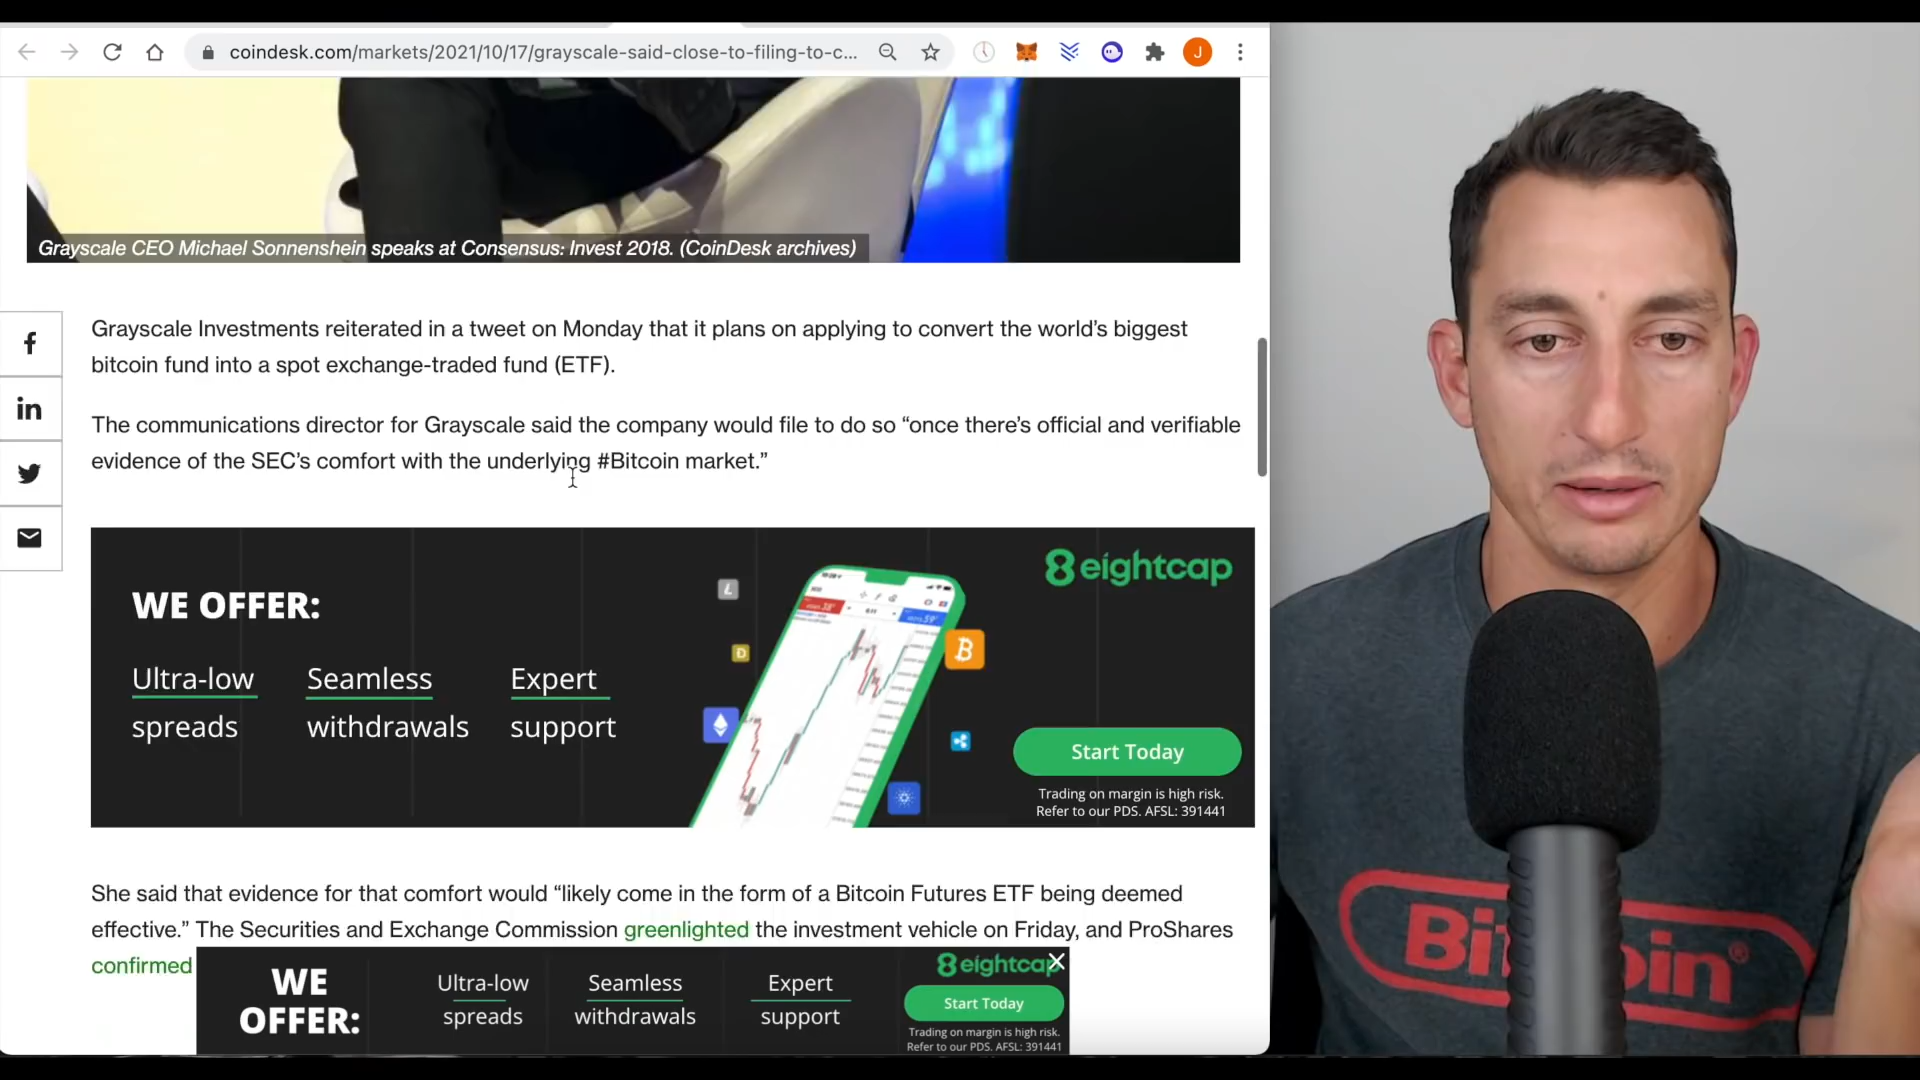 coindesk.com/markets/2021/10/17/grayscale-said-close-to-filing-to-c...
J
Grayscale CEO Michael Sonnenshein speaks at Consensus: Invest 2018. (CoinDesk archives)
Grayscale Investments reiterated in a tweet on Monday that it plans on applying to convert the world's biggest
bitcoin fund into a spot exchange-traded fund (ETF).
The communications director for Grayscale said the company would file to do so “once there's official and verifiable
evidence of the SEC's comfort with the underlying #Bitcoin market.”
8 eightcap
WE OFFER:
Ultra-low Seamless Expert
spreads withdrawals support
Start Today
Trading on margin is high risk.
Refer to our PDS. AFSL: 391441
She said that evidence for that comfort would “likely come in the form of a Bitcoin Futures ETF being deemed
effective.” The Securities and Exchange Commission greenlighted the investment vehicle on Friday, and ProShares
confirmed
WE
OFFER:
Ultra-low Seamless Expert
spreads withdrawals support
8 eightcap
Start Today
Trading on margin is high risk.
Refer to our PDS. AFSL: 391441